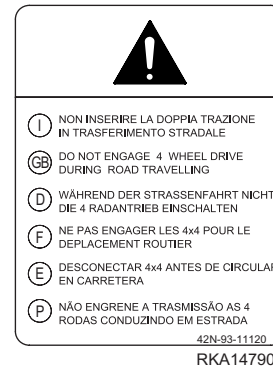 I NON INSERIRE LA DOPPIA TRAZIONE
IN TRASFERIMENTO STRADALE
GB DO NOT ENGAGE 4 WHEEL DRIVE
DURING ROAD TRAVELLING
D WÄHREND DER STRASSENFAHRT NICHT
DIE 4 RADANTRIEB EINSCHALTEN
F NE PAS ENGAGER LES 4x4 POUR LE
DEPLACEMENT ROUTIER
E DESCONECTAR 4x4 ANTES DE CIRCULAR
EN CARRETERA
P NÃO ENGRENE A TRASMISSÃO AS 4
RODAS CONDUZINDO EM ESTRADA
42N-93-11120
RKA14790